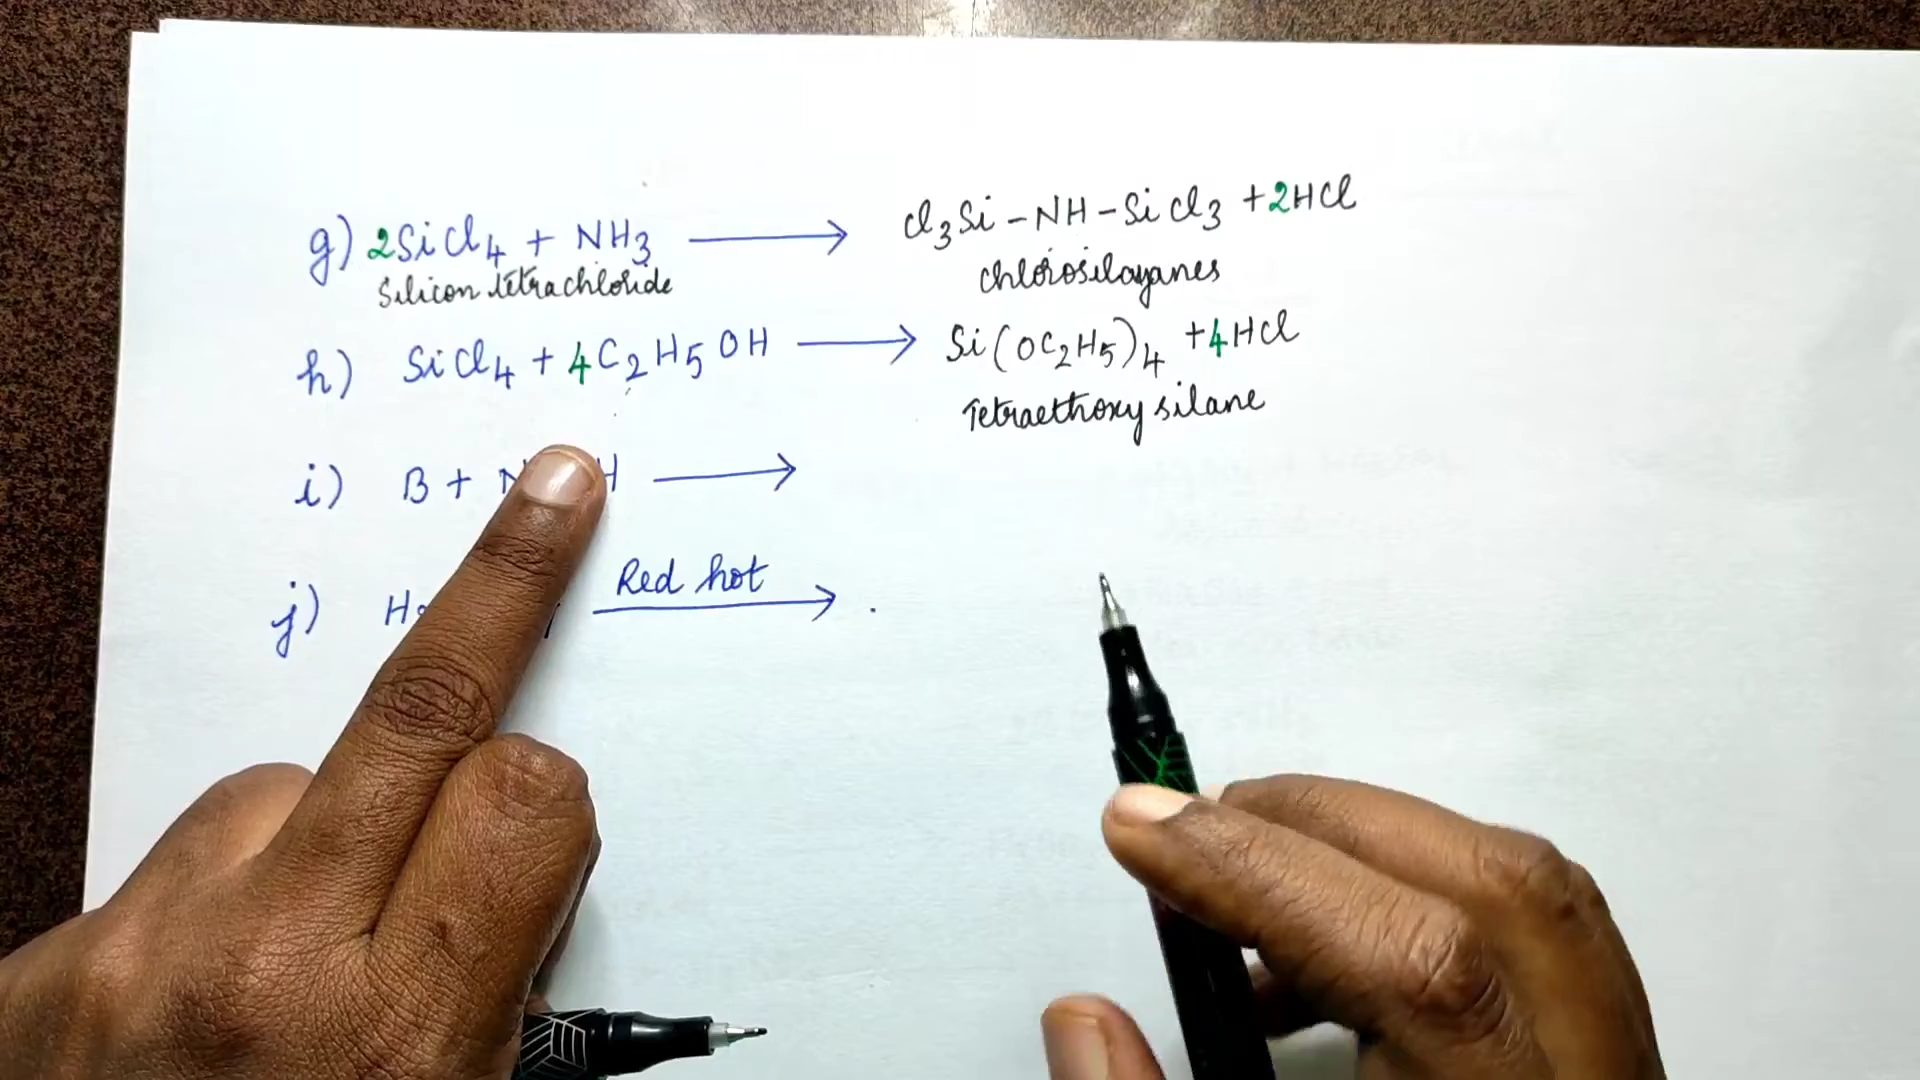 g) 2SiCl4 + NH3 ⟶ Cl3Si – NH – SiCl3 + 2HCl
Silicon tetrachloride chlorosilazanes
h) SiCl4 + 4C2H5OH ⟶ Si(OC2H5)4 + 4HCl
Tetraethoxy silane
i) B + N H ⟶
Red hot
j) H ⟶ .